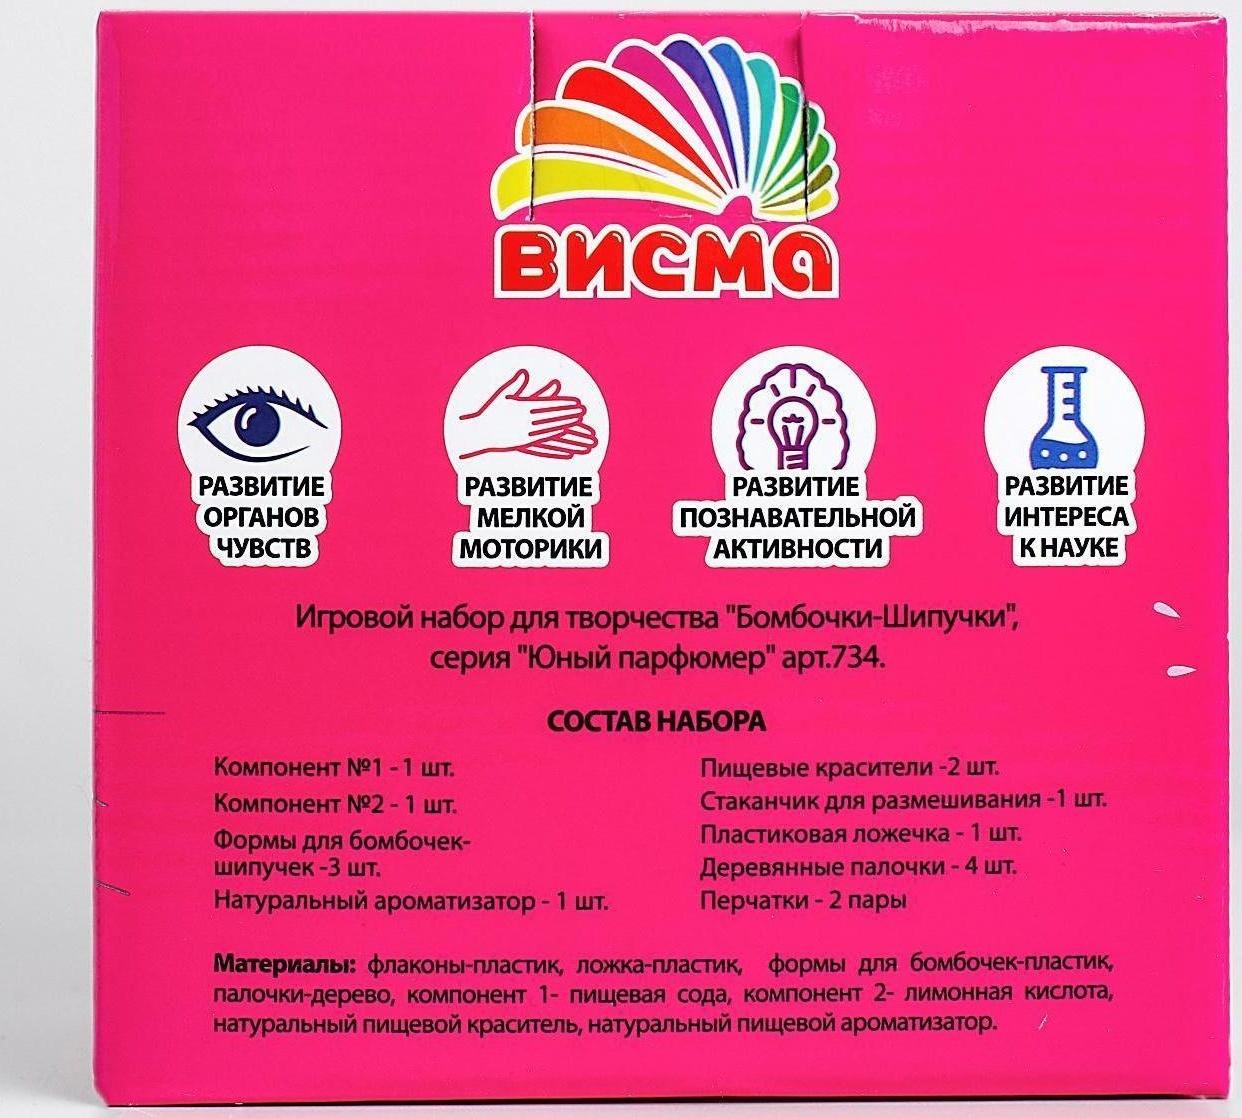 ВИСМА
РАЗВИТИЕ
ОРГАНОВ
ЧУВСТВ
РАЗВИТИЕ
МЕЛКОЙ
МОТОРИКИ
РАЗВИТИЕ
ПОЗНАВАТЕЛЬНОЙ
АКТИВНОСТИ
РАЗВИТИЕ
ИНТЕРЕСА
К НАУКЕ
Игровой набор для творчества "Бомбочки-Шипучки",
серия "Юный парфюмер" арт.734.
СОСТАВ НАБОРА
Компонент №1 - 1 шт.
Компонент №2 - 1 шт.
Формы для бомбочек-
шипучек -3 шт.
Натуральный ароматизатор - 1 шт.
Пищевые красители -2 шт.
Стаканчик для размешивания -1 шт.
Пластиковая ложечка - 1 шт.
Деревянные палочки - 4 шт.
Перчатки - 2 пары
Материалы: флаконы-пластик, ложка-пластик, формы для бомбочек-пластик,
палочки-дерево, компонент 1- пищевая сода, компонент 2- лимонная кислота,
натуральный пищевой краситель, натуральный пищевой ароматизатор.